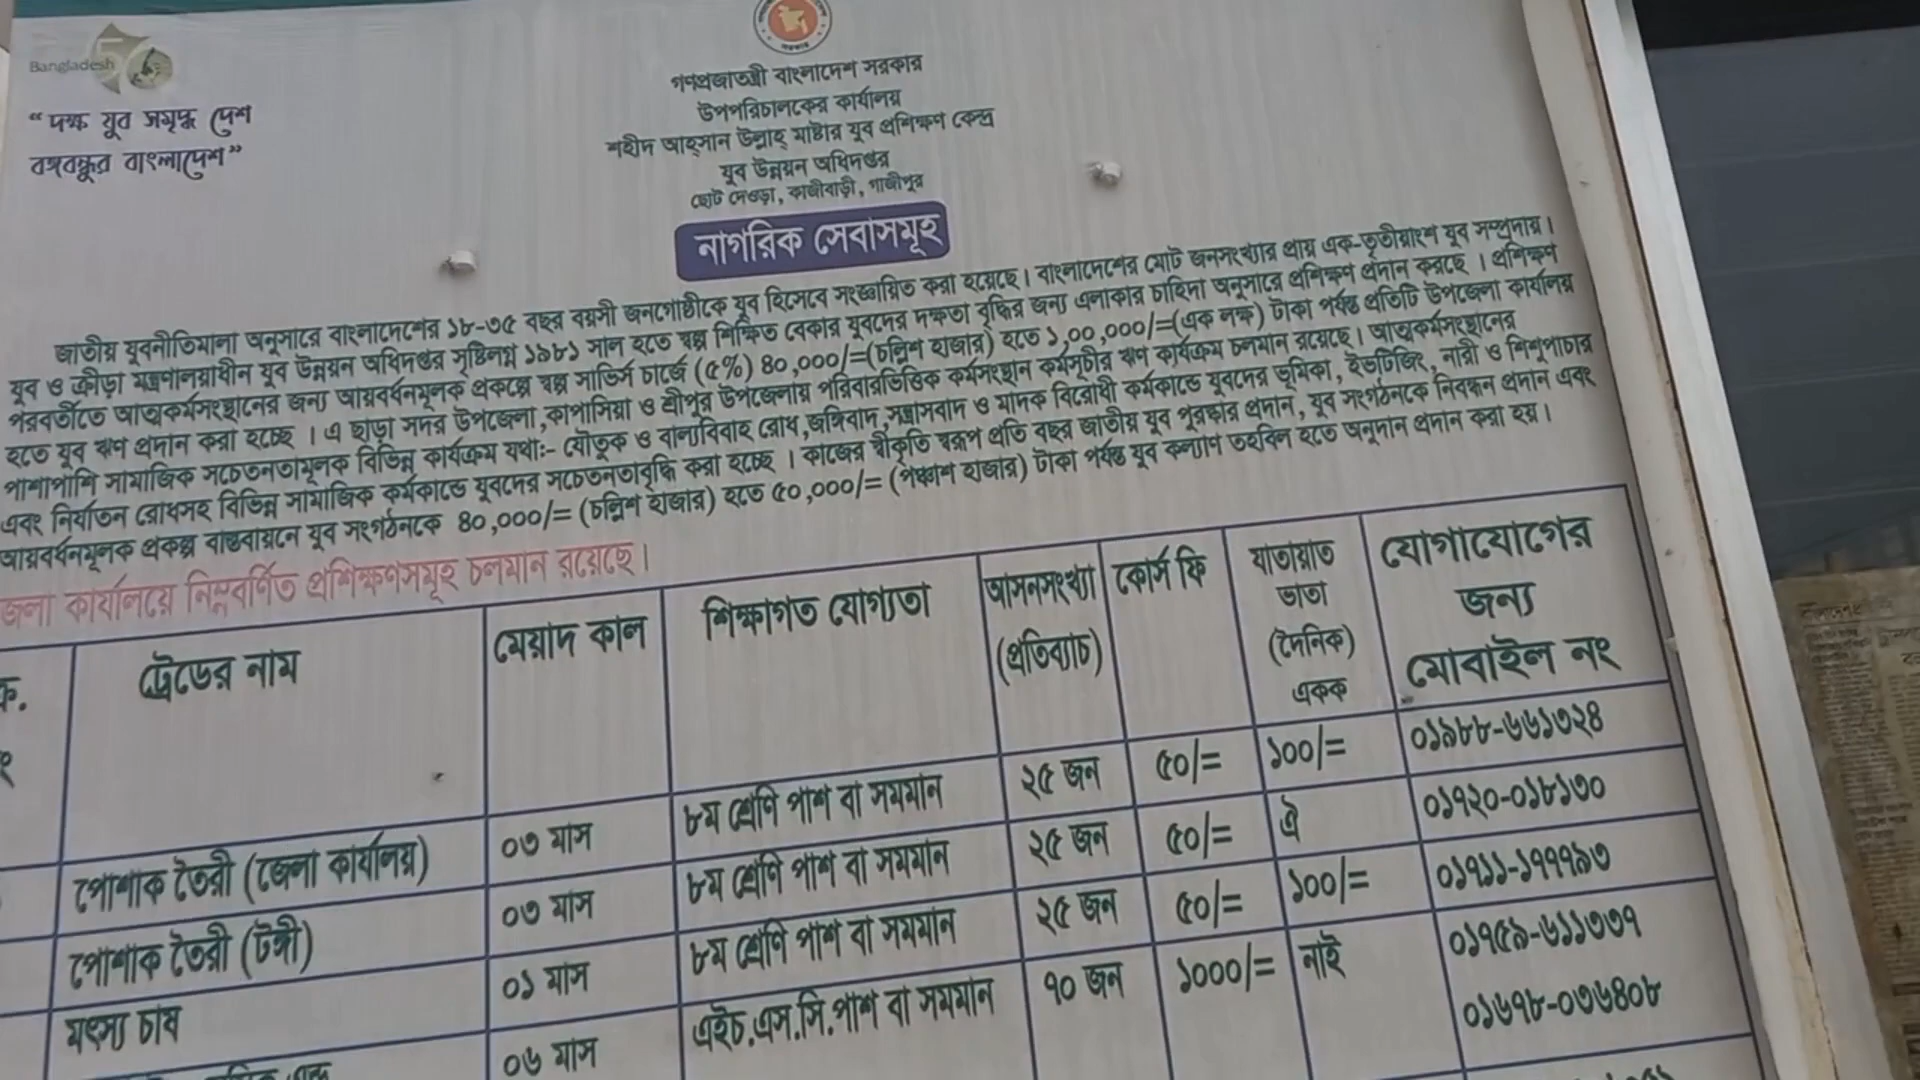 Bangladesh 50
“দক্ষ যুব সমৃদ্ধ দেশ
বঙ্গবন্ধুর বাংলাদেশ”
গণপ্রজাতন্ত্রী বাংলাদেশ সরকার
উপপরিচালকের কার্যালয়
শহীদ আহ্সান উল্লাহ্ মাষ্টার যুব প্রশিক্ষণ কেন্দ্র
যুব উন্নয়ন অধিদপ্তর
ছোট দেওড়া, কাজীবাড়ী, গাজীপুর
নাগরিক সেবাসমূহ
জাতীয় যুবনীতিমালা অনুসারে বাংলাদেশের ১৮-৩৫ বছর বয়সী জনগোষ্ঠীকে যুব হিসেবে সংজ্ঞায়িত করা হয়েছে। বাংলাদেশের মোট জনসংখ্যার প্রায় এক-তৃতীয়াংশ যুব সম্প্রদায়।
যুব ও ক্রীড়া মন্ত্রণালয়াধীন যুব উন্নয়ন অধিদপ্তর সৃষ্টিলগ্ন ১৯৮১ সাল হতে স্বল্প শিক্ষিত বেকার যুবদের দক্ষতা বৃদ্ধির জন্য এলাকার চাহিদা অনুসারে প্রশিক্ষণ প্রদান করছে । প্রশিক্ষণ
পরবর্তীতে আত্মকর্মসংস্থানের জন্য আয়বর্ধনমূলক প্রকল্পে স্বল্প সার্ভিস চার্জে (৫%) ৪০,০০০/=(চল্লিশ হাজার) হতে ১,০০,০০০/=(এক লক্ষ) টাকা পর্যন্ত প্রতিটি উপজেলা কার্যালয়
হতে যুব ঋণ প্রদান করা হচ্ছে । এ ছাড়া সদর উপজেলা,কাপাসিয়া ও শ্রীপুর উপজেলায় পরিবারভিত্তিক কর্মসংস্থান কর্মসূচীর ঋণ কার্যক্রম চলমান রয়েছে। আত্মকর্মসংস্থানের
পাশাপাশি সামাজিক সচেতনতামূলক বিভিন্ন কার্যক্রম যথাঃ- যৌতুক ও বাল্যবিবাহ রোধ,জঙ্গিবাদ,সন্ত্রাসবাদ ও মাদক বিরোধী কর্মকান্ডে যুবদের ভূমিকা, ইভটিজিং, নারী ও শিশুপাচার
এবং নির্যাতন রোধসহ বিভিন্ন সামাজিক কর্মকান্ডে যুবদের সচেতনতাবৃদ্ধি করা হচ্ছে । কাজের স্বীকৃতি স্বরূপ প্রতি বছর জাতীয় যুব পুরষ্কার প্রদান, যুব সংগঠনকে নিবন্ধন প্রদান এবং
আয়বর্ধনমূলক প্রকল্প বাস্তবায়নে যুব সংগঠনকে ৪০,০০০/= (চল্লিশ হাজার) হতে ৫০,০০০/= (পঞ্চাশ হাজার) টাকা পর্যন্ত যুব কল্যাণ তহবিল হতে অনুদান প্রদান করা হয়।
জেলা কার্যালয়ে নিম্নবর্ণিত প্রশিক্ষণসমূহ চলমান রয়েছে।
ক্র. ট্রেডের নাম মেয়াদ কাল শিক্ষাগত যোগ্যতা আসনসংখ্যা (প্রতিব্যাচ) কোর্স ফি যাতায়াত ভাতা (দৈনিক) একক যোগাযোগের জন্য মোবাইল নং
পোশাক তৈরী (জেলা কার্যালয়) ০৩ মাস ৮ম শ্রেণি পাশ বা সমমান ২৫ জন ৫০/= ১০০/= ০১৯৮৮-৬৬১৩২৪
পোশাক তৈরী (টঙ্গী) ০৩ মাস ৮ম শ্রেণি পাশ বা সমমান ২৫ জন ৫০/= ঐ ০১৭২০-০১৮১৩০
মৎস্য চাষ ০১ মাস ৮ম শ্রেণি পাশ বা সমমান ২৫ জন ৫০/= ১০০/= ০১৭১১-১৭৭৭৯৩
০৬ মাস এইচ.এস.সি.পাশ বা সমমান ৭০ জন ১০০০/= নাই ০১৭৫৯-৬১১৩৩৭
০১৬৭৮-০৩৬৪০৮